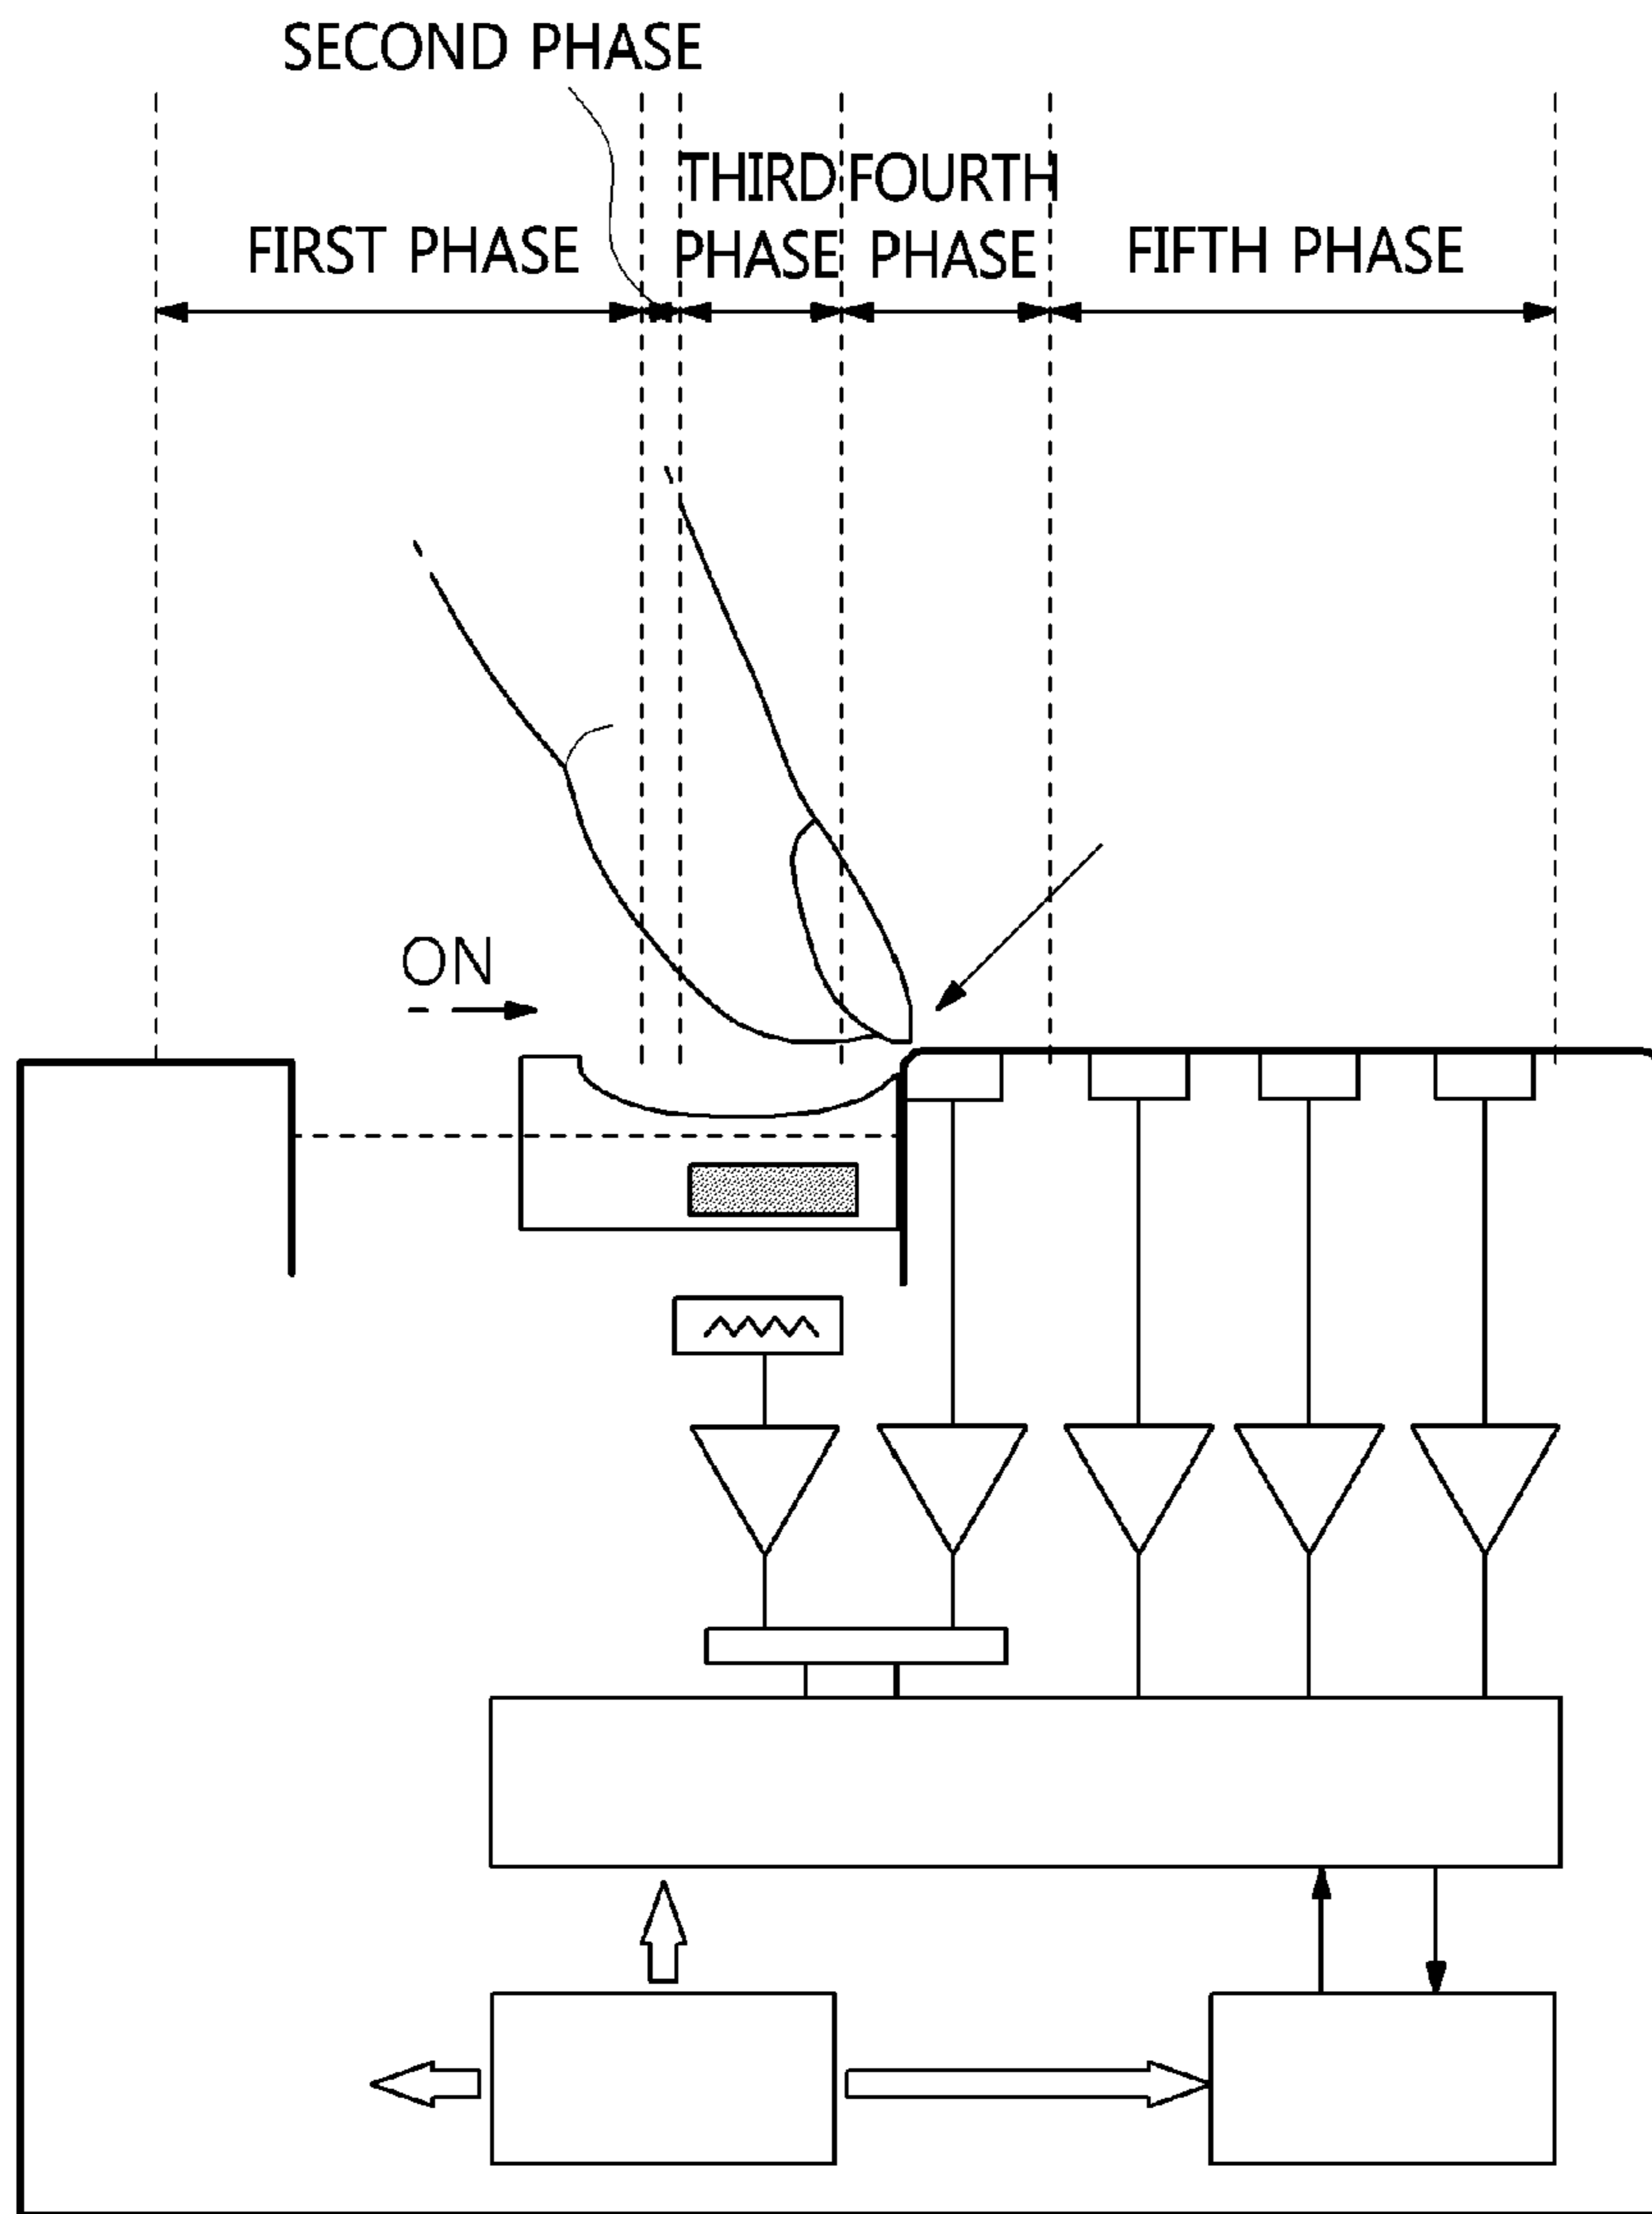 SECOND PHASE
FIRST PHASE
THIRD
PHASE
FOURTH
PHASE
FIFTH PHASE
ON